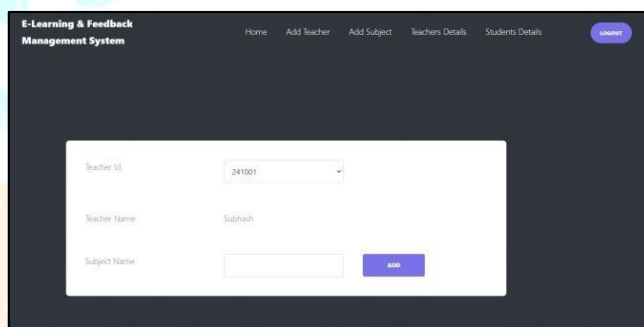 E-Learning & Feedback
Management System
Home Add Teacher Add Subject Teachers Details Students Details LOGOUT
Teacher Id
241001
Teacher Name
Subhash
Subject Name
ADD